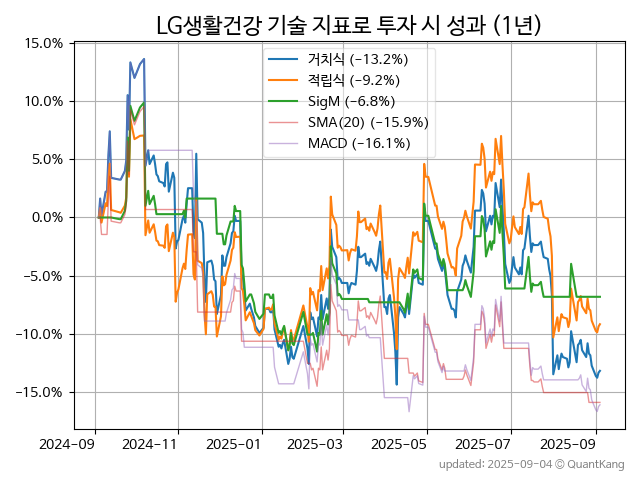 LG생활건강 기술 지표로 투자 시 성과 (1년)
15.0%
10.0%
5.0%
0.0%
−5.0%
−10.0%
−15.0%
거치식 (−13.2%)
적립식 (−9.2%)
SigM (−6.8%)
SMA(20) (−15.9%)
MACD (−16.1%)
2024-09
2024-11
2025-01
2025-03
2025-05
2025-07
2025-09
updated: 2025-09-04 ⓒ QuantKang